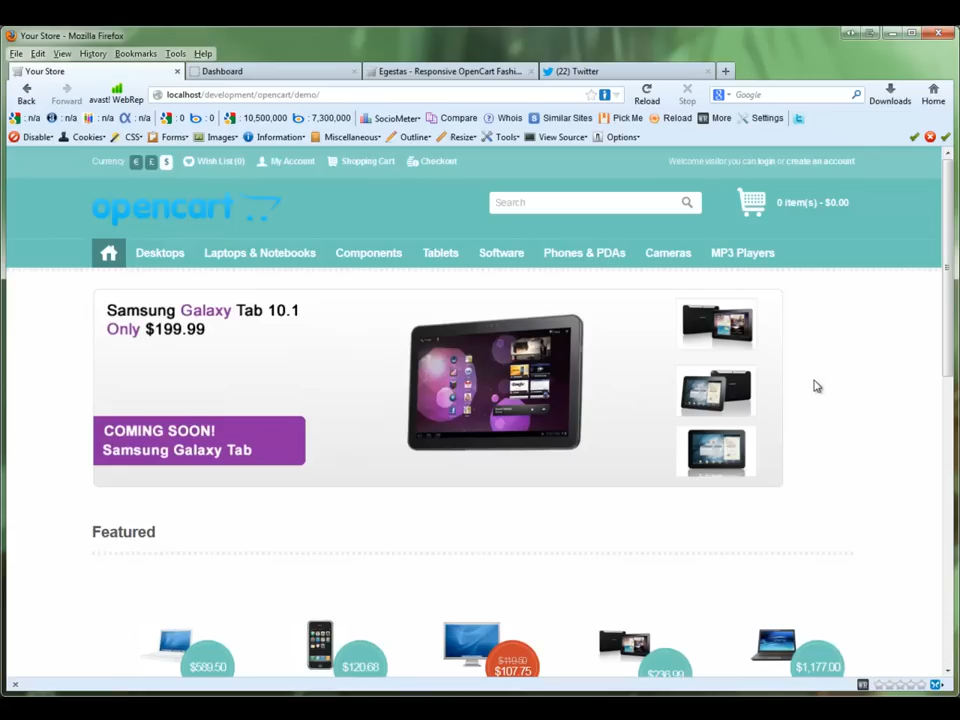 Your Store - Mozilla Firefox
File Edit View History Bookmarks Tools Help
Your Store Dashboard Egestas - Responsive OpenCart Fashi... (22) Twitter
Back Forward avast! WebRep localhost/development/opencart/demo/ Reload Stop Google Downloads Home
: n/a : n/a : n/a : n/a : 0 : 0 : 10,500,000 : 7,300,000 SocioMeter Compare Whois Similar Sites Pick Me Reload More Settings
Disable Cookies CSS Forms Images Information Miscellaneous Outline Resize Tools View Source Options
Currency € £ $ Wish List (0) My Account Shopping Cart Checkout Welcome visitor you can login or create an account
opencart Search 0 item(s) - $0.00
Desktops Laptops & Notebooks Components Tablets Software Phones & PDAs Cameras MP3 Players
Samsung Galaxy Tab 10.1
Only $199.99
COMING SOON!
Samsung Galaxy Tab
Featured
$589.50 $120.68 $119.50 $107.75 $236.99 $1,177.00